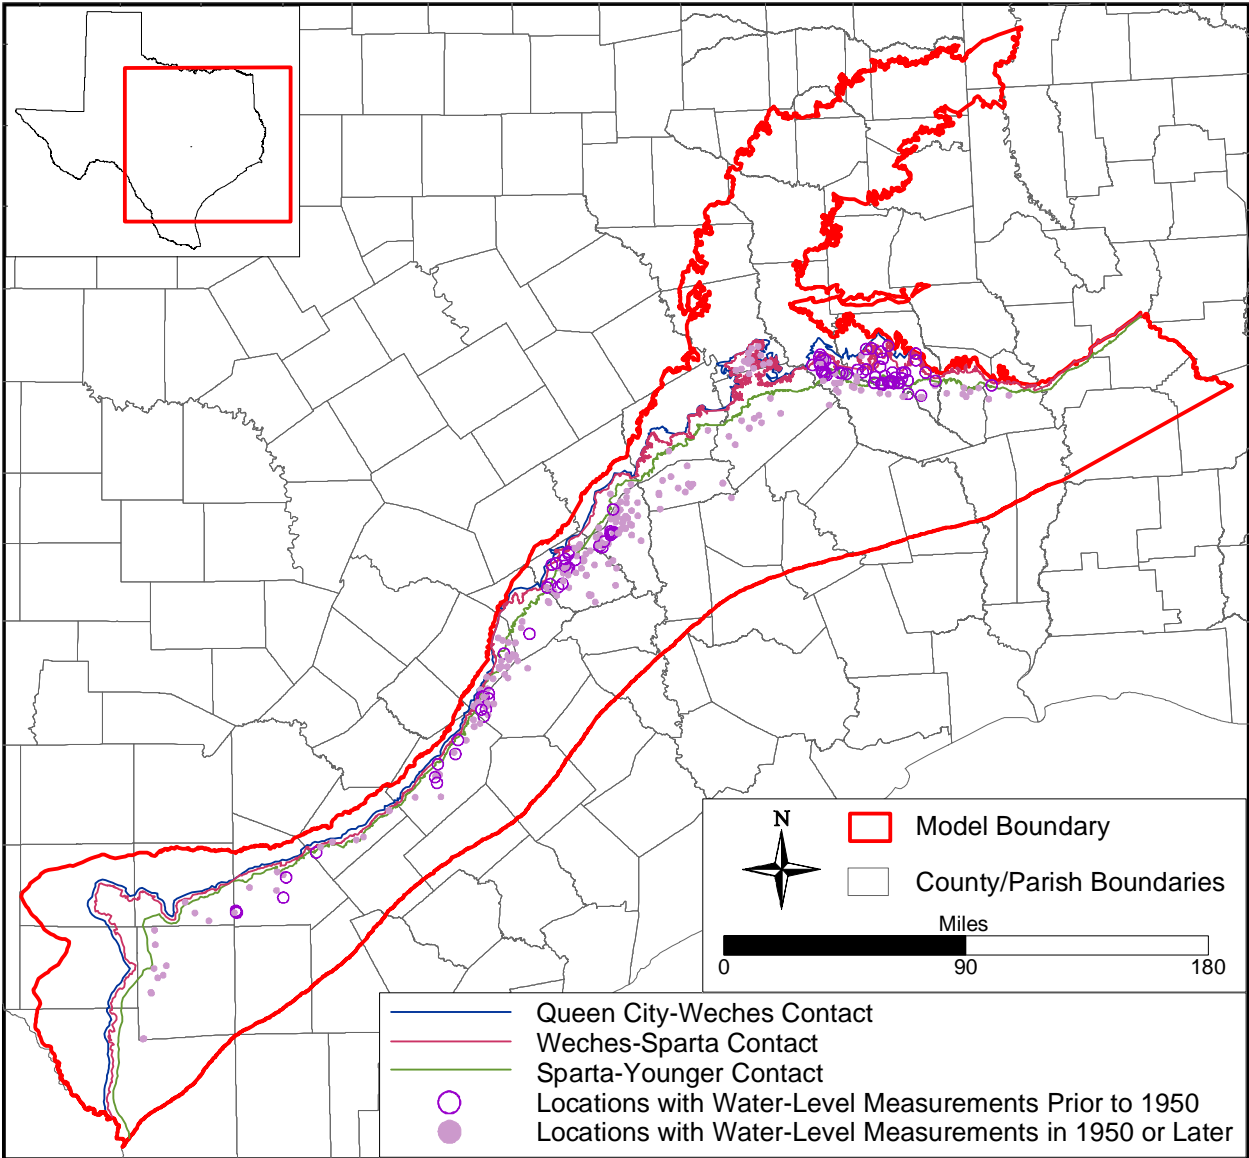 N
Model Boundary
County/Parish Boundaries
Miles
0 90 180
Queen City-Weches Contact
Weches-Sparta Contact
Sparta-Younger Contact
Locations with Water-Level Measurements Prior to 1950
Locations with Water-Level Measurements in 1950 or Later